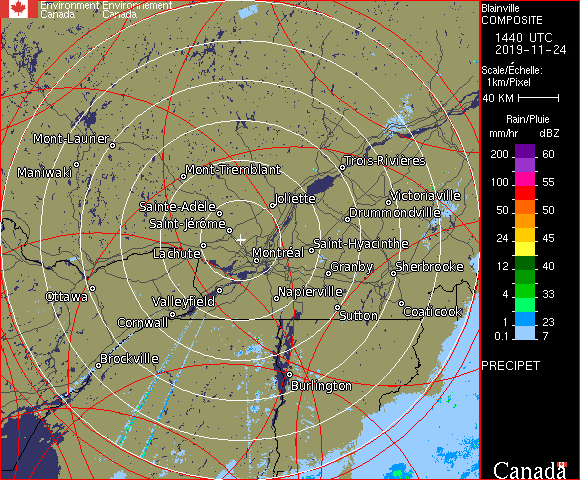 Environment Environnement
Canada Canada
Blainville
COMPOSITE
1440 UTC
2019-11-24
Scale/Échelle:
1km/Pixel
40 KM
Rain/Pluie
mm/hr dBZ
200 60
100 55
50 50
24 45
12 40
4 33
1 23
0.1 7
PRECIPET
Canada
Mont-Laurier
Maniwaki
Mont-Tremblant
Trois-Rivières
Joliette
Victoriaville
Sainte-Adèle
Drummondville
Saint-Jérôme
Lachute
Montréal
Saint-Hyacinthe
Granby
Sherbrooke
Ottawa
Valleyfield
Napierville
Cornwall
Sutton
Coaticook
Brockville
Burlington